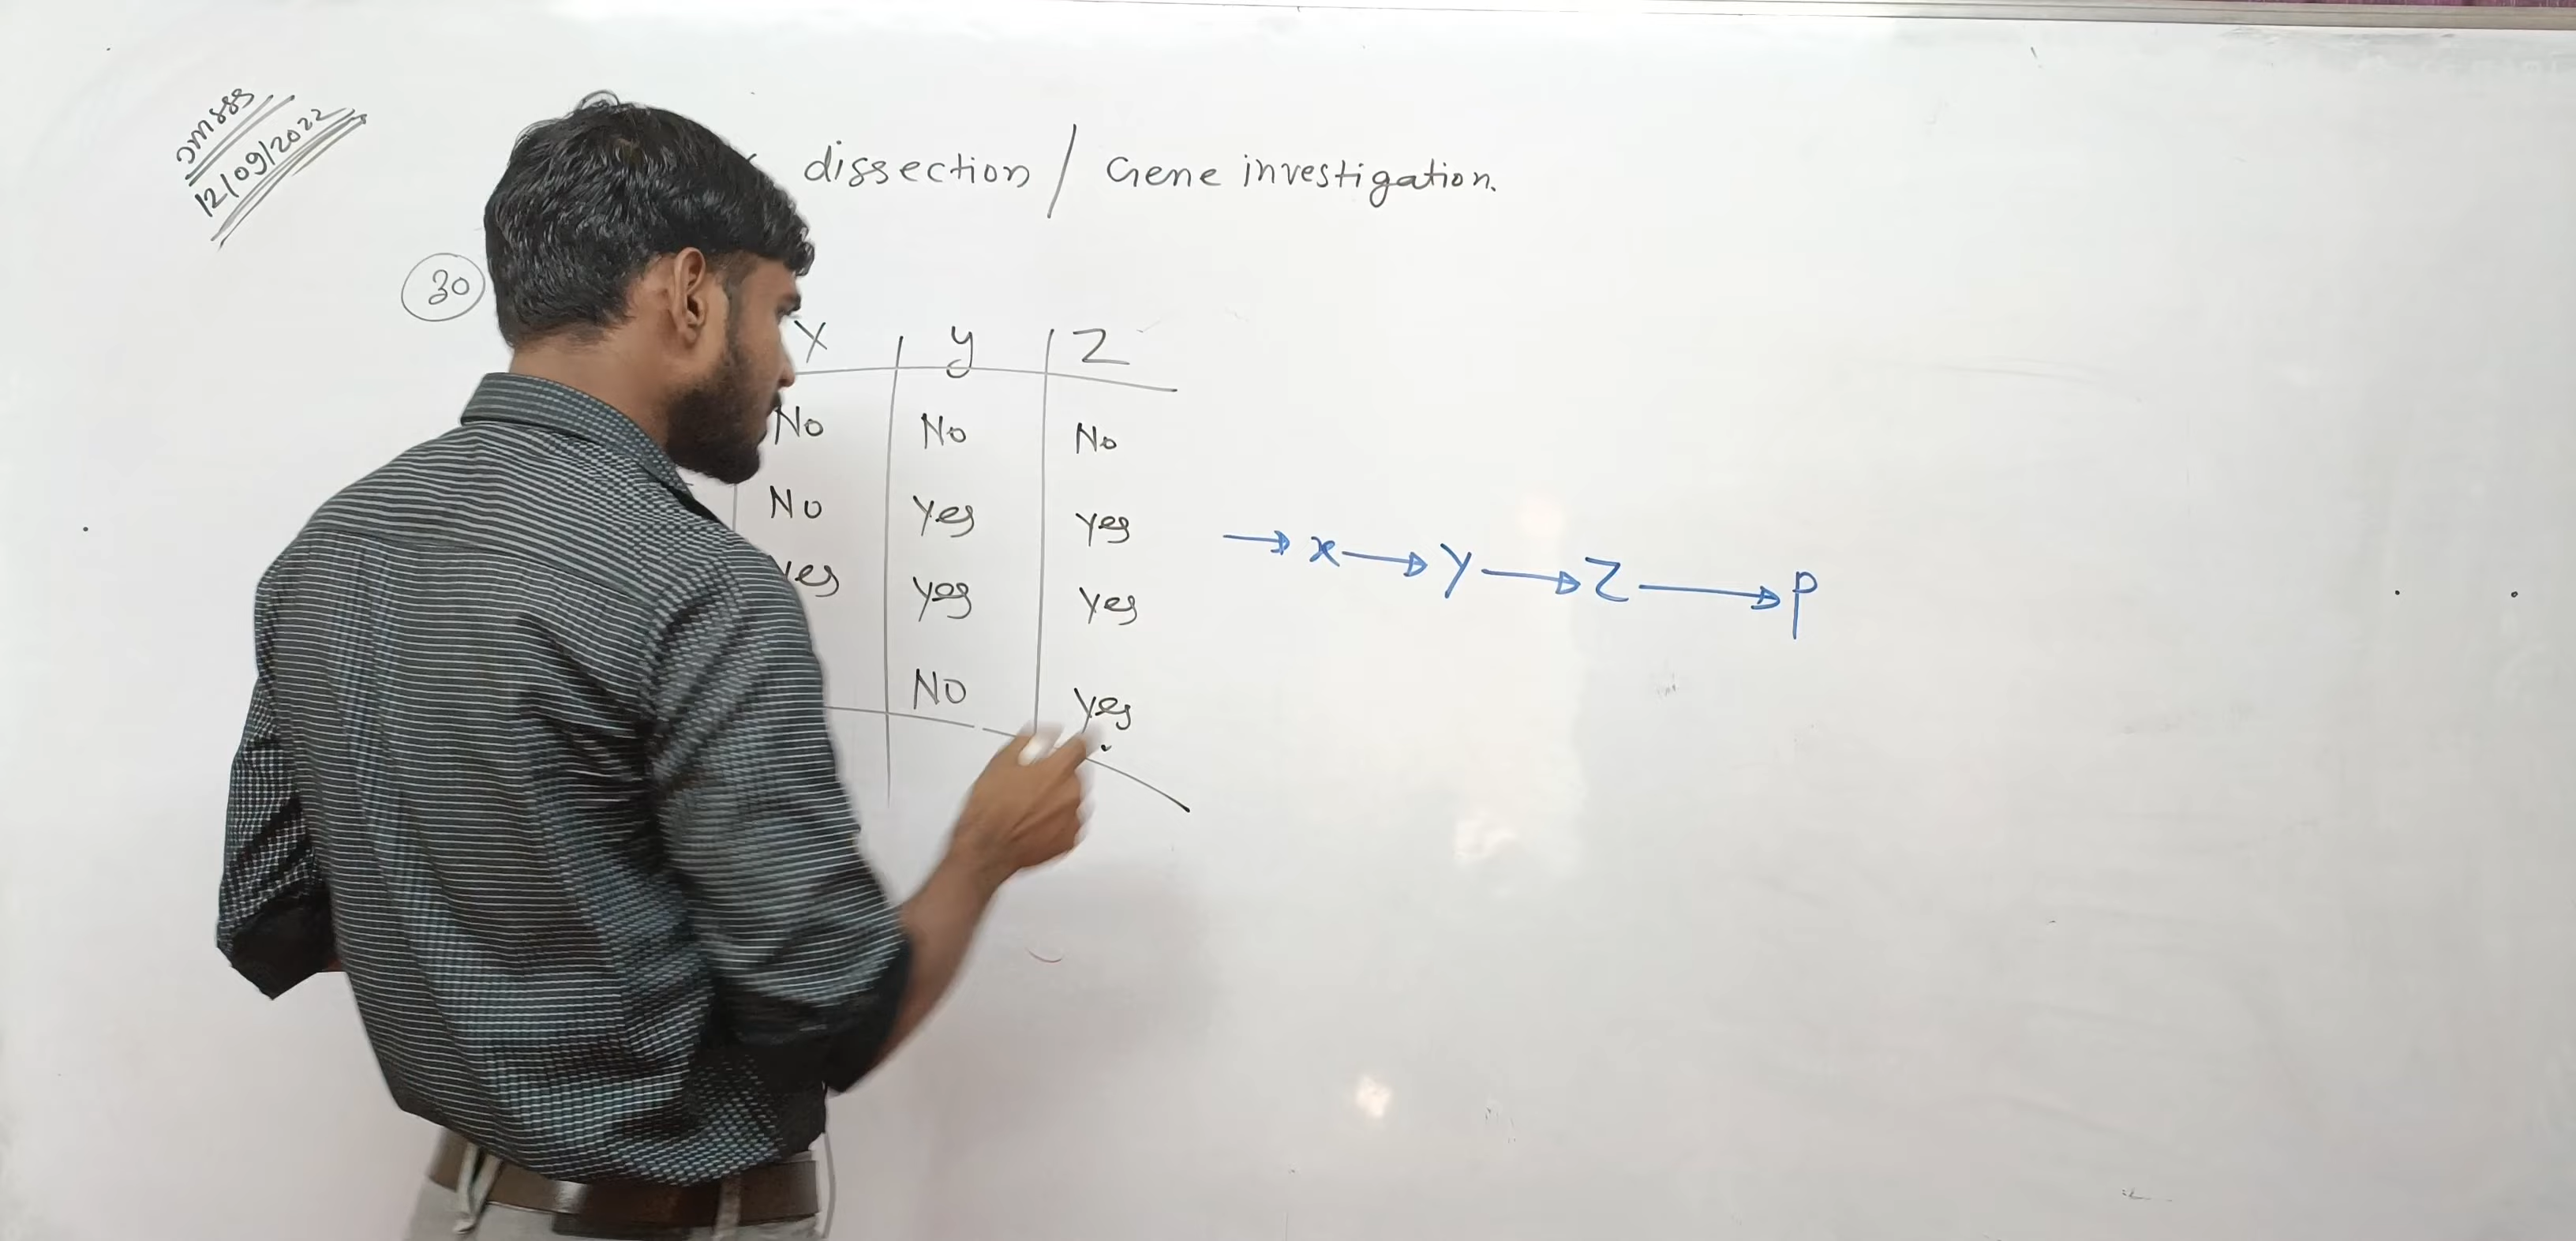 12/09/2022
dissection / Gene investigation.
30
X y Z
No No No
No Yes Yes
Yes Yes Yes
No Yes
→ x → Y → Z → P